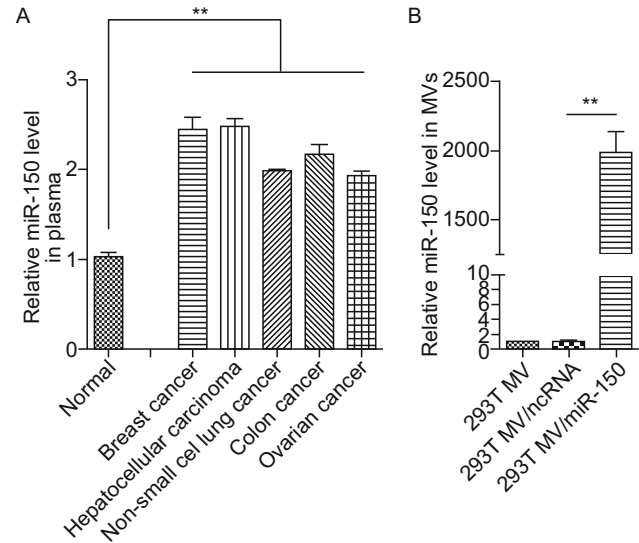 A
**
Relative miR-150 level
in plasma
3
2
1
0
Normal
Breast cancer
Hepatocellular carcinoma
Non-small cel lung cancer
Colon cancer
Ovarian cancer
B
**
Relative miR-150 level in MVs
2500
2000
1500
10
8
6
4
2
0
293T MV
293T MV/ncRNA
293T MV/miR-150